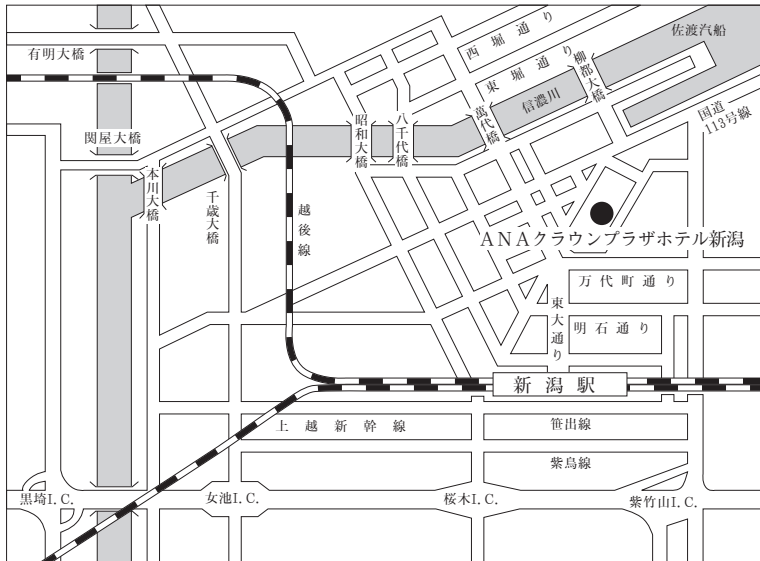 西堀通り
佐渡汽船
有明大橋
東堀通り
柳都大橋
信濃川
萬代橋
国道
113号線
八千代橋
昭和大橋
関屋大橋
本川大橋
千歳大橋
越後線
ANAクラウンプラザホテル新潟
万代町通り
東大通り
明石通り
新潟駅
上越新幹線
笹出線
紫鳥線
黒埼I.C.
女池I.C.
桜木I.C.
紫竹山I.C.